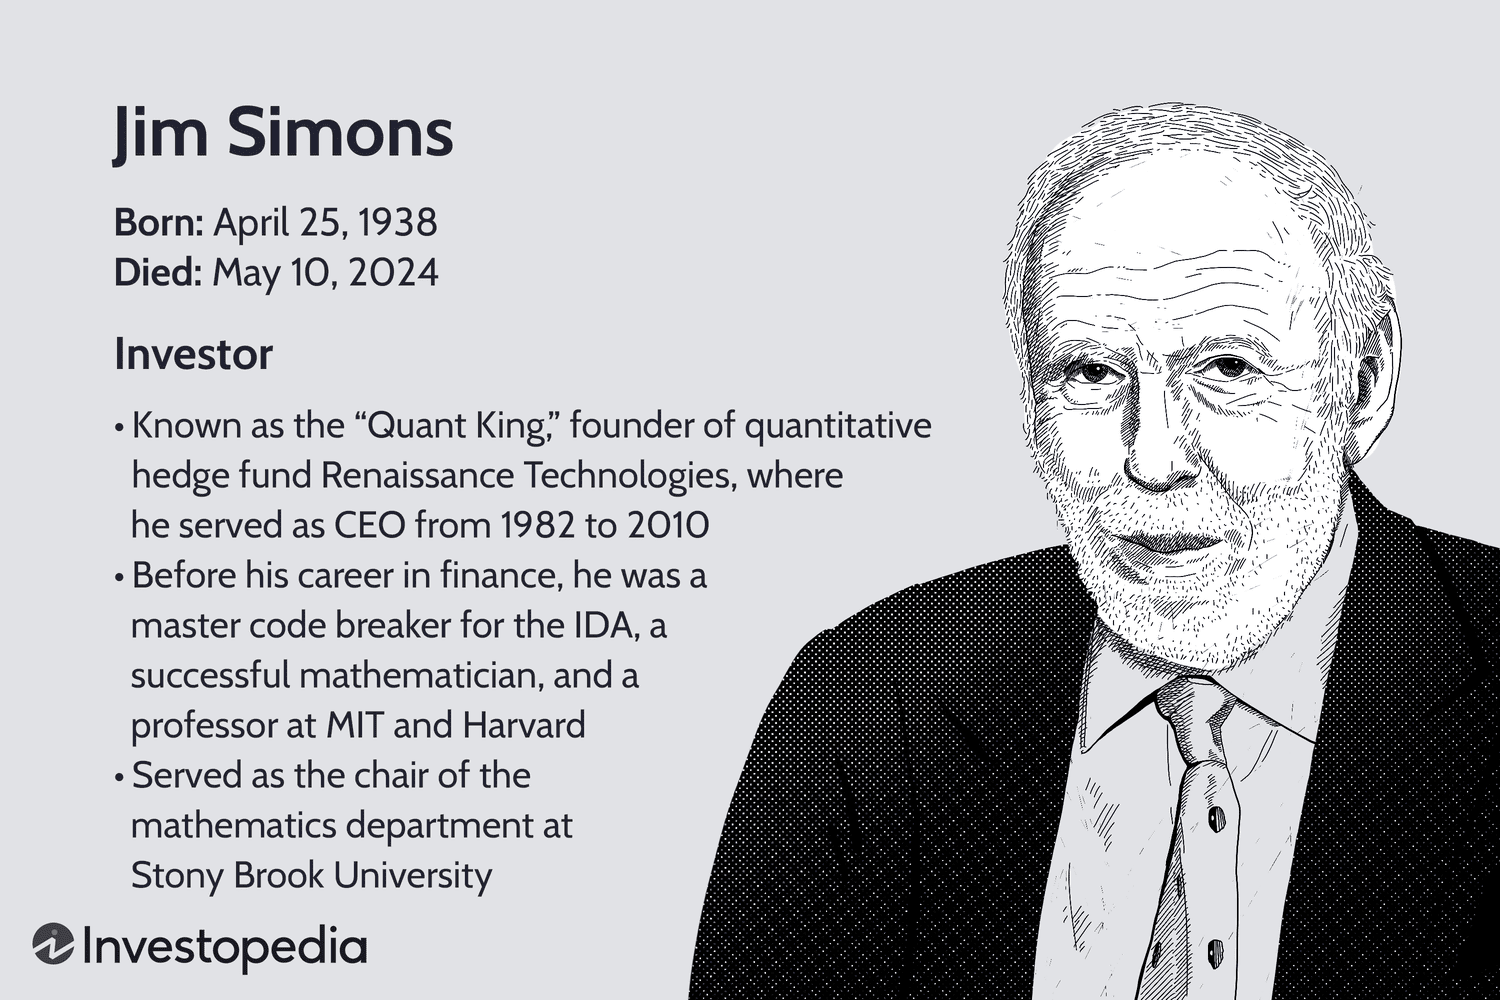 Jim Simons
Born: April 25, 1938
Died: May 10, 2024
Investor
• Known as the “Quant King,” founder of quantitative
hedge fund Renaissance Technologies, where
he served as CEO from 1982 to 2010
• Before his career in finance, he was a
master code breaker for the IDA, a
successful mathematician, and a
professor at MIT and Harvard
• Served as the chair of the
mathematics department at
Stony Brook University
Investopedia